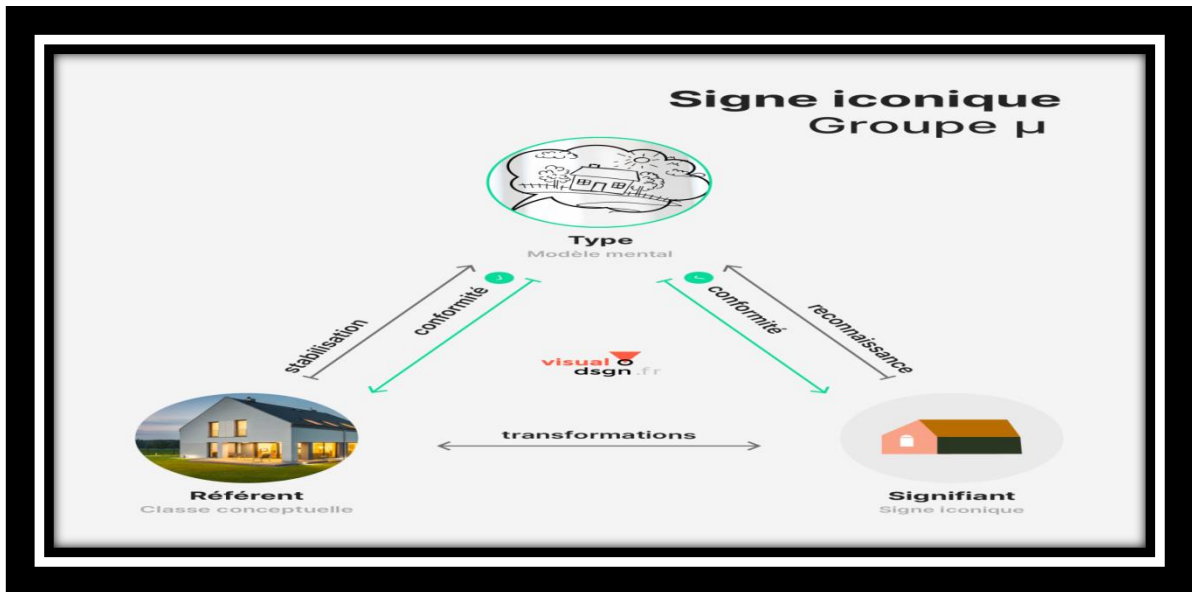 Signe iconique
Groupe µ
Type
Modèle mental
stabilisation
conformité
conformité
reconnaissance
visual
dsgn.fr
transformations
Référent
Classe conceptuelle
Signifiant
Signe iconique